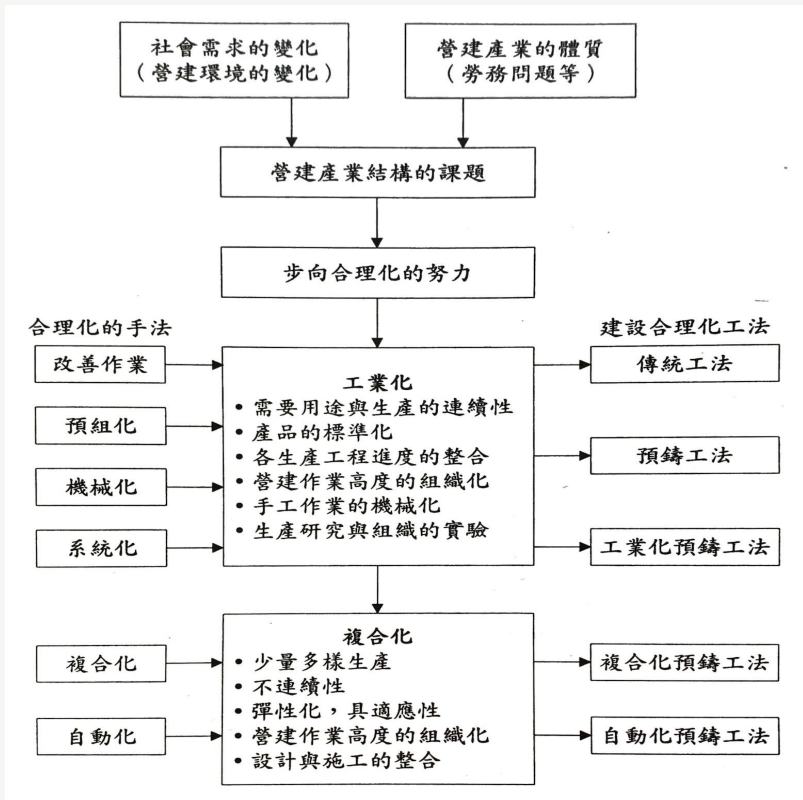 社會需求的變化
（營建環境的變化）
營建產業的體質
（勞務問題等）
營建產業結構的課題
步向合理化的努力
合理化的手法
改善作業
預組化
機械化
系統化
工業化
•需要用途與生產的連續性
•產品的標準化
•各生產工程進度的整合
•營建作業高度的組織化
•手工作業的機械化
•生產研究與組織的實驗
建設合理化工法
傳統工法
預鑄工法
工業化預鑄工法
複合化
自動化
複合化
•少量多樣生產
•不連續性
•彈性化，具適應性
•營建作業高度的組織化
•設計與施工的整合
複合化預鑄工法
自動化預鑄工法